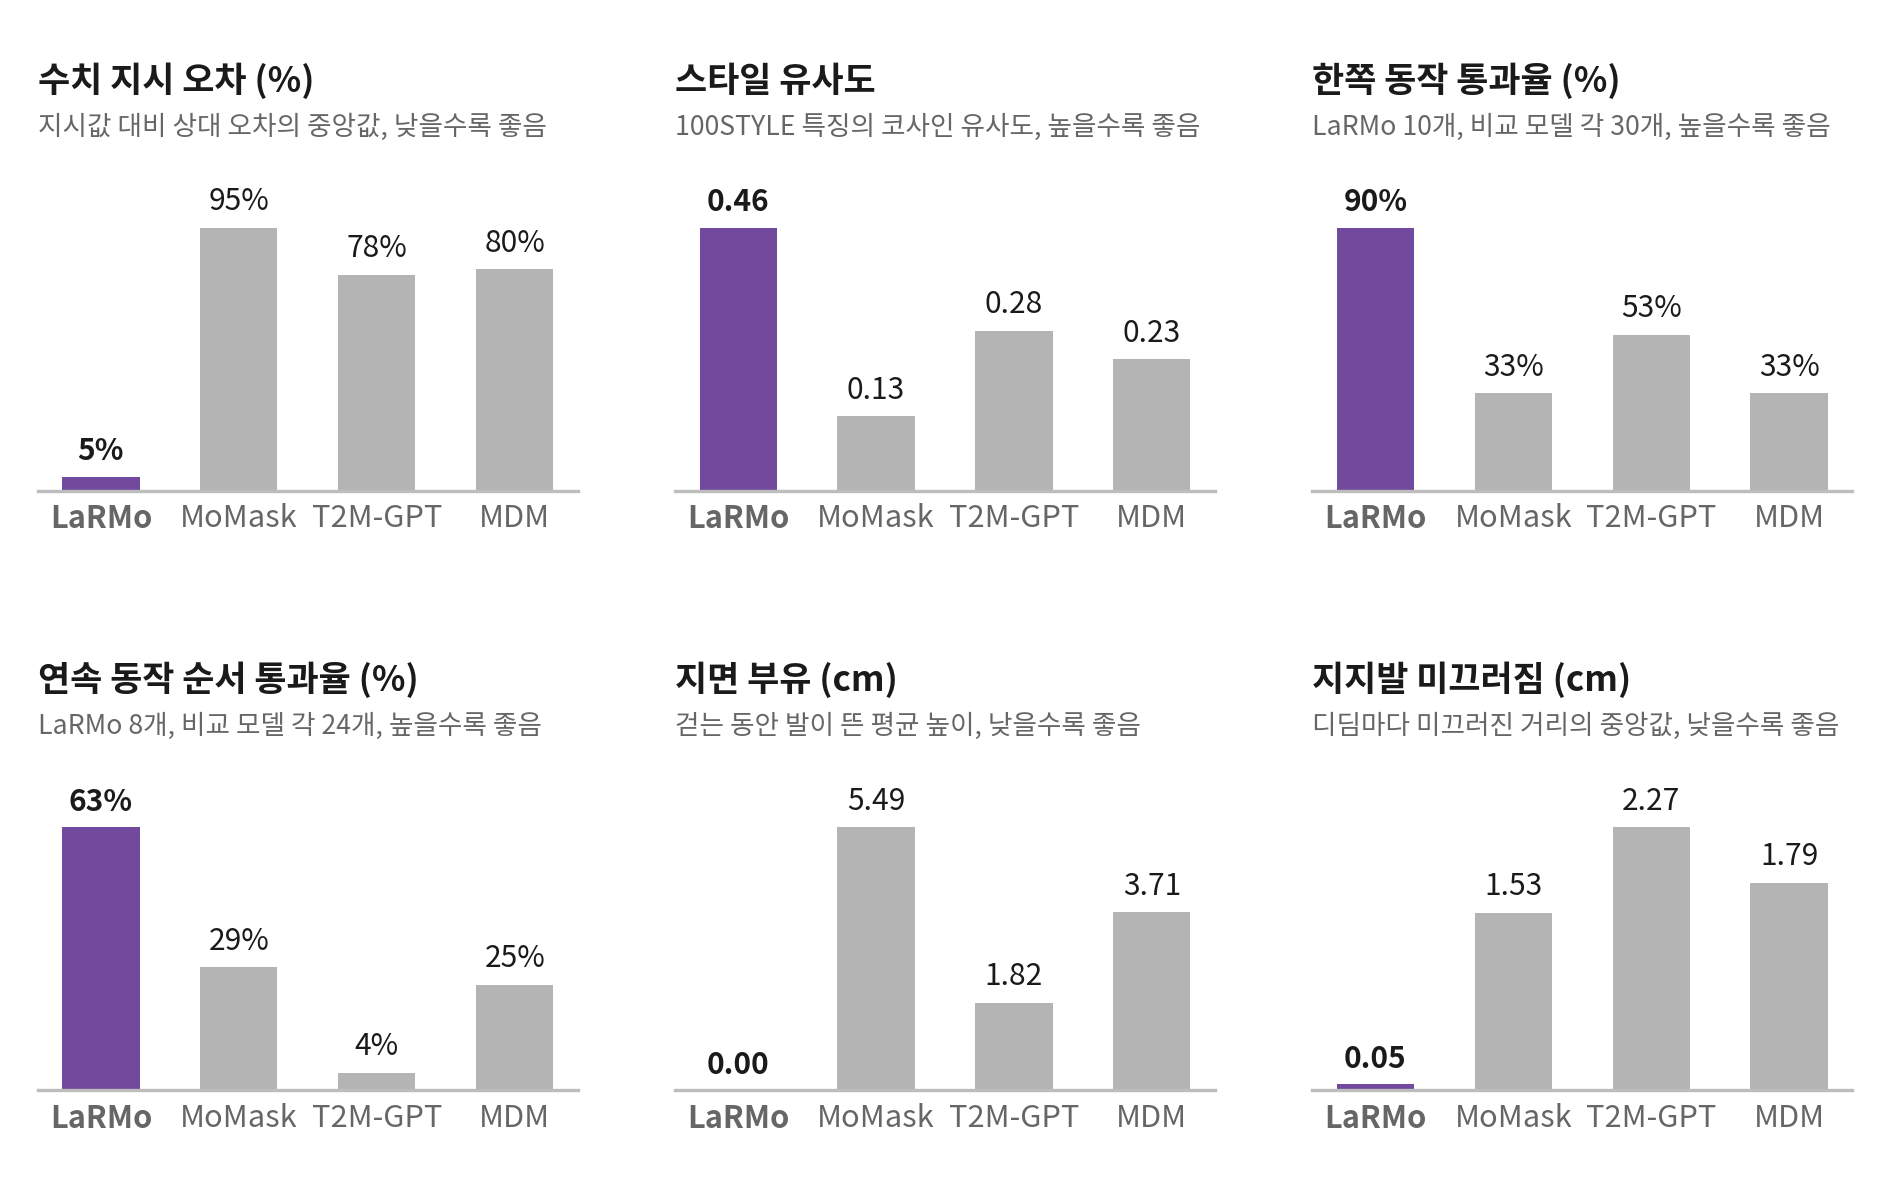 수치 지시 오차 (%)
지시값 대비 상대 오차의 중앙값, 낮을수록 좋음
95%
78%
80%
5%
LaRMo MoMask T2M-GPT MDM
스타일 유사도
100STYLE 특징의 코사인 유사도, 높을수록 좋음
0.46
0.13
0.28
0.23
LaRMo MoMask T2M-GPT MDM
한쪽 동작 통과율 (%)
LaRMo 10개, 비교 모델 각 30개, 높을수록 좋음
90%
33%
53%
33%
LaRMo MoMask T2M-GPT MDM
연속 동작 순서 통과율 (%)
LaRMo 8개, 비교 모델 각 24개, 높을수록 좋음
63%
29%
4%
25%
LaRMo MoMask T2M-GPT MDM
지면 부유 (cm)
걷는 동안 발이 뜬 평균 높이, 낮을수록 좋음
0.00
5.49
1.82
3.71
LaRMo MoMask T2M-GPT MDM
지지발 미끄러짐 (cm)
디딤마다 미끄러진 거리의 중앙값, 낮을수록 좋음
0.05
1.53
2.27
1.79
LaRMo MoMask T2M-GPT MDM